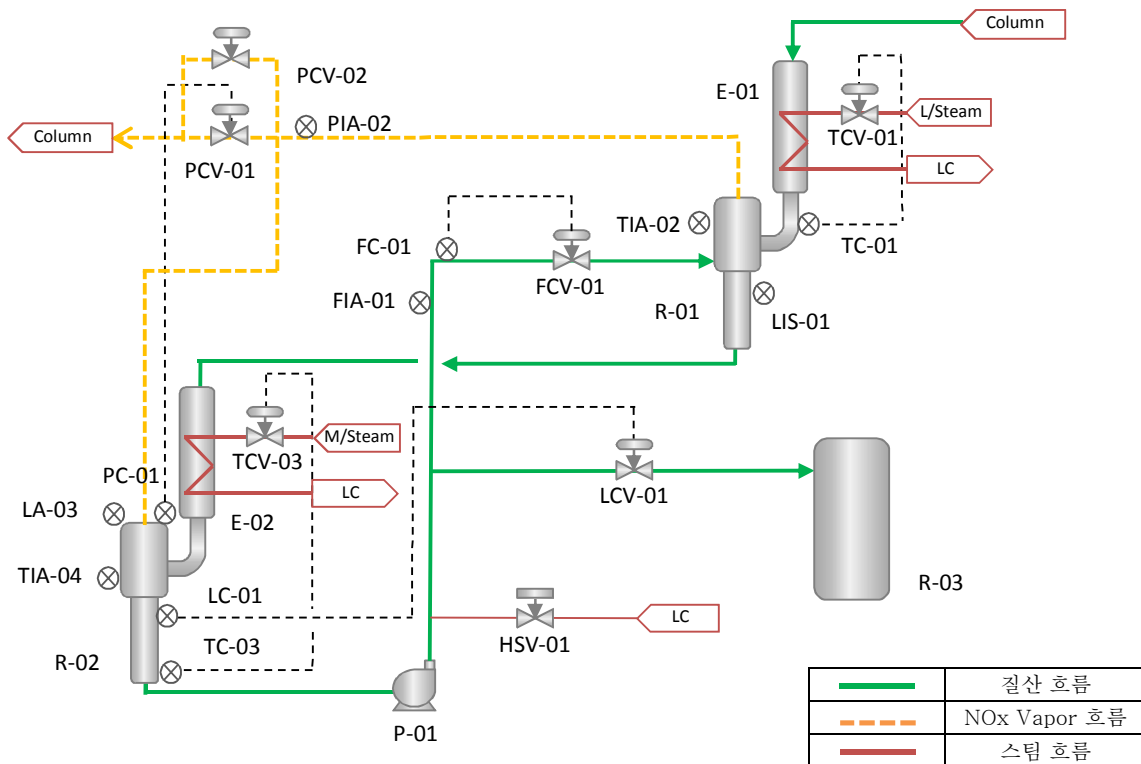 Column
PCV-02
E-01
PIA-02
L/Steam
Column
TCV-01
PCV-01
LC
TIA-02
FC-01
TC-01
FCV-01
FIA-01
R-01
LIS-01
M/Steam
TCV-03
PC-01
LCV-01
LC
LA-03
E-02
TIA-04
R-03
LC-01
LC
TC-03
HSV-01
R-02
P-01
질산 흐름
NOx Vapor 흐름
스팀 흐름